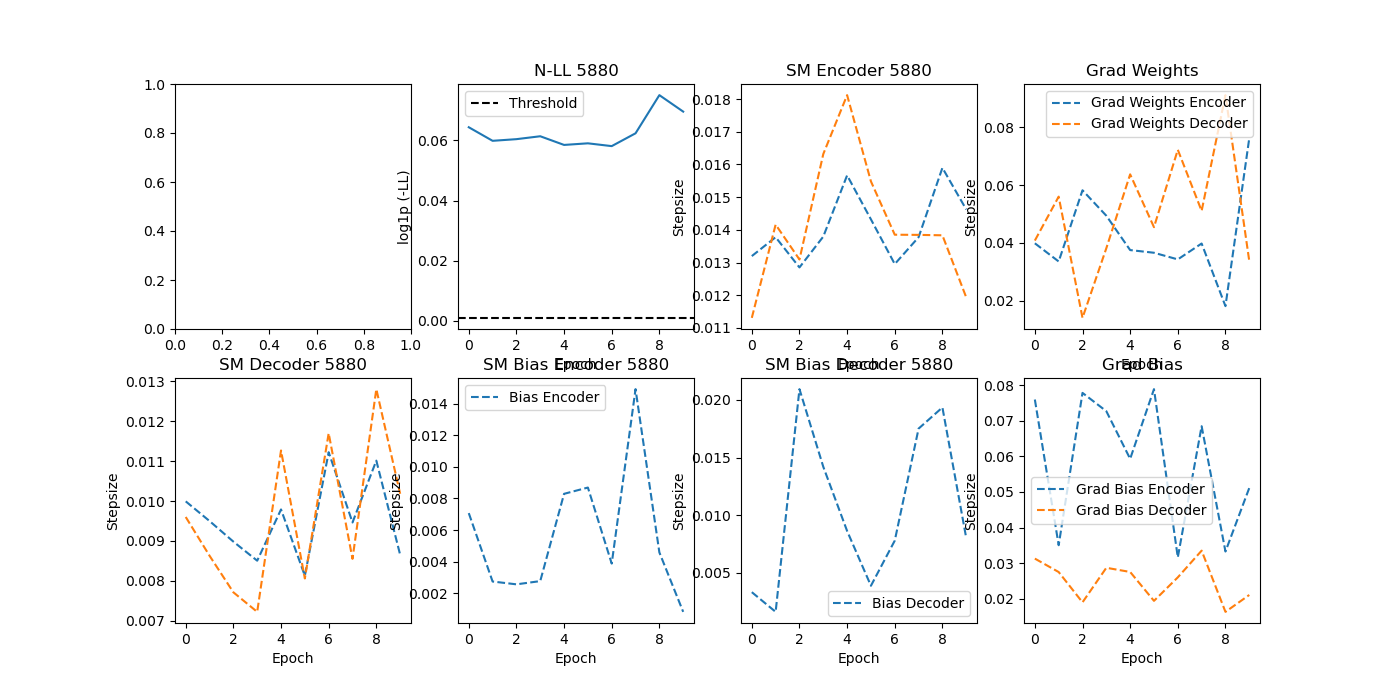 N-LL 5880
SM Encoder 5880
Grad Weights
1.0
0.8
0.6
0.4
0.2
0.0
0.0 0.2 0.4 0.6 0.8 1.0
log1p (-LL)
Threshold
0.06
0.04
0.02
0.00
0 2 4 6 8
Epoch
Stepsize
0.018
0.017
0.016
0.015
0.014
0.013
0.012
0.011
0 2 4 6 8
Epoch
Stepsize
Grad Weights Encoder
Grad Weights Decoder
0.08
0.06
0.04
0.02
0 2 4 6 8
Epoch
SM Decoder 5880
SM Bias Encoder 5880
SM Bias Decoder 5880
Grad Bias
Stepsize
0.013
0.012
0.011
0.010
0.009
0.008
0.007
0 2 4 6 8
Epoch
Stepsize
Bias Encoder
0.014
0.012
0.010
0.008
0.006
0.004
0.002
0 2 4 6 8
Epoch
Stepsize
0.020
0.015
0.010
0.005
Bias Decoder
0 2 4 6 8
Epoch
Stepsize
0.08
0.07
0.06
0.05
0.04
0.03
0.02
Grad Bias Encoder
Grad Bias Decoder
0 2 4 6 8
Epoch